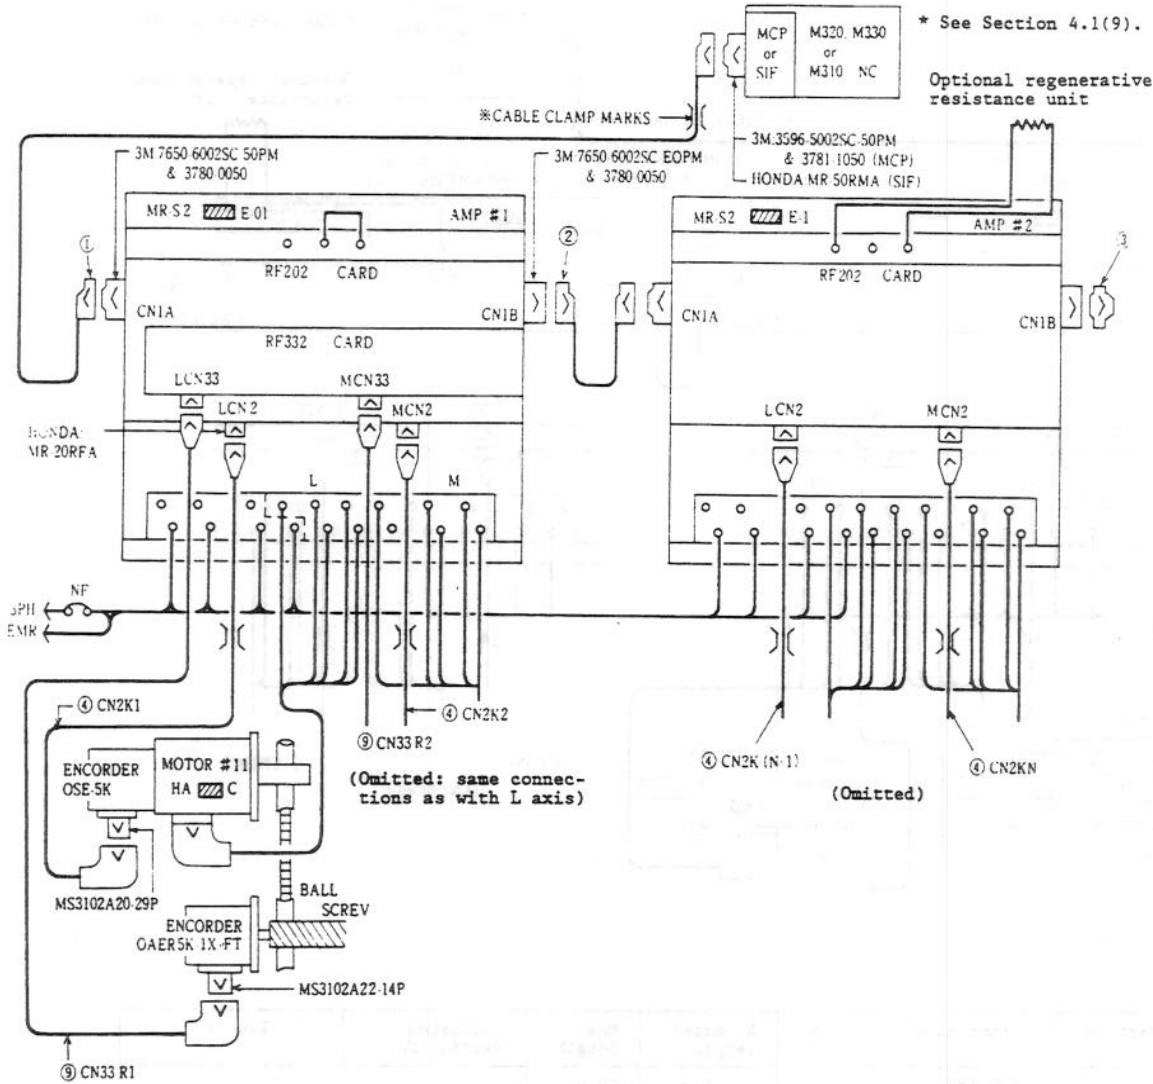 * See Section 4.1(9).
MCP or SIF
M320. M330 or M310 NC
Optional regenerative
resistance unit
※CABLE CLAMP MARKS
3M:3596-5002SC-50PM
& 3781-1050 (MCP)
HONDA:MR-50RMA (SIF)
3M:7650-6002SC-50PM
& 3780-0050
3M:7650-6002SC EOPM
& 3780-0050
MR-S2 E-01 AMP #1
RF202 CARD
CN1A CN1B
RF332 CARD
LCN33 MCN33
LCN2 MCN2
HONDA:
MR-20RFA
L M
① ② ③
MR-S2 E-1 AMP #2
RF202 CARD
CN1A CN1B
LCN2 MCN2
NF
EMR
④ CN2K1
④ CN2K2
⑨ CN33 R2
(Omitted: same connec-
tions as with L axis)
④ CN2K (N-1)
④ CN2KN
(Omitted)
ENCORDER
OSE-5K
MOTOR #11
HA C
MS3102A20-29P
BALL
SCREV
ENCORDER
OAER5K-1X-FT
MS3102A22-14P
⑨ CN33 R1